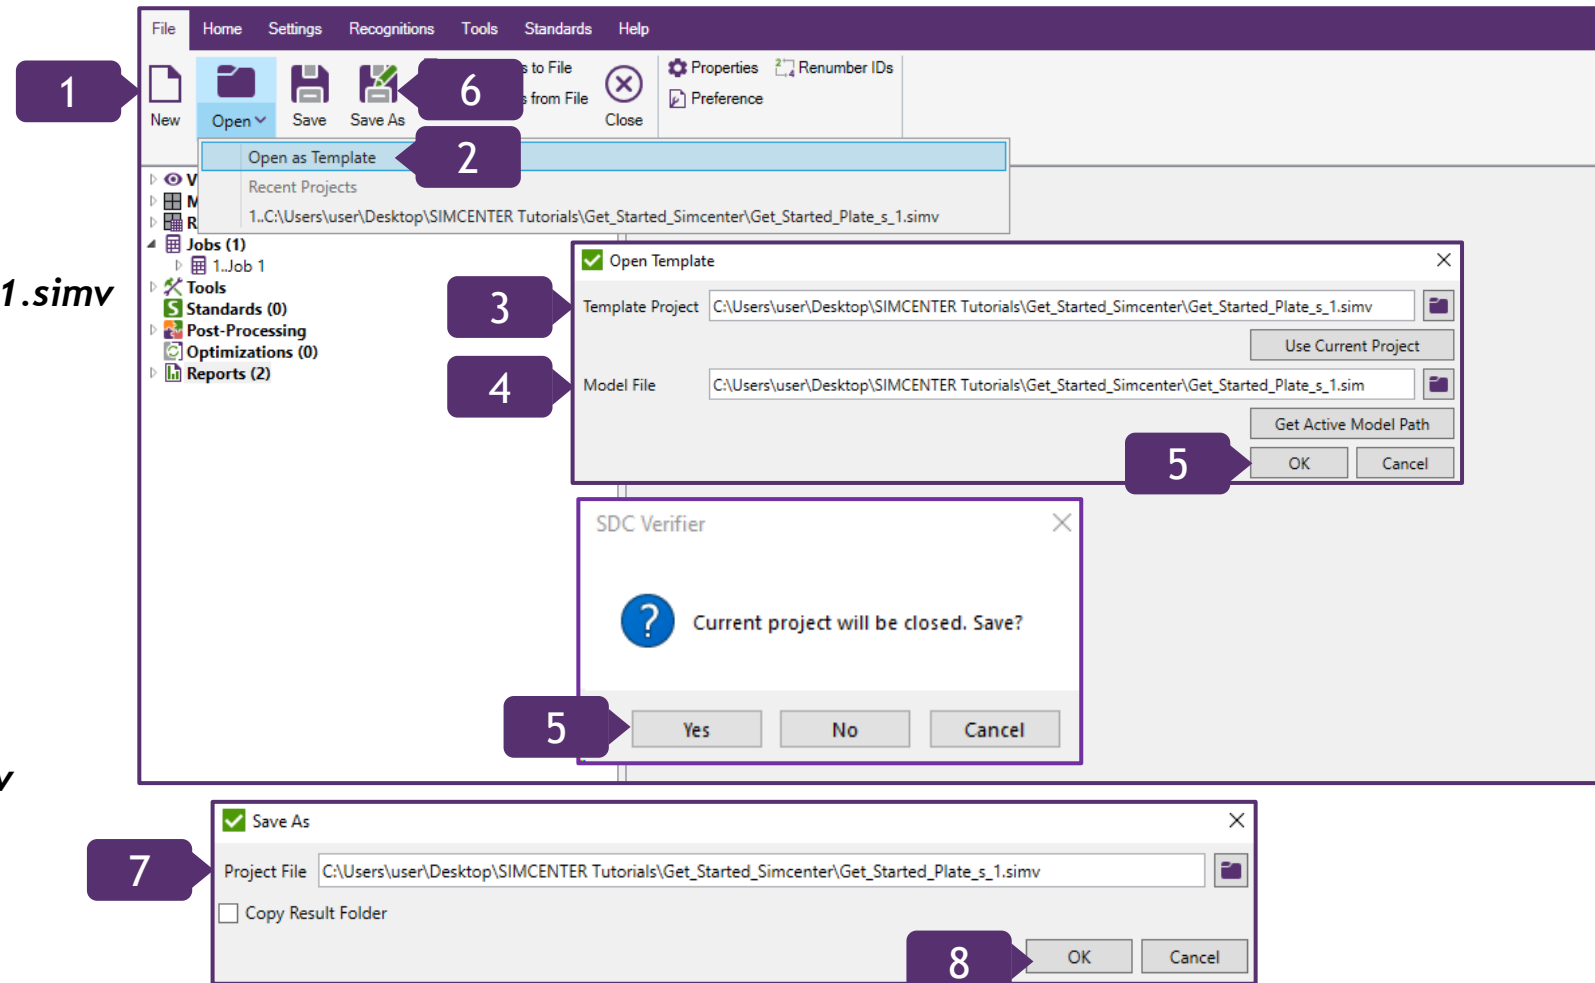 File Home Settings Recognitions Tools Standards Help
1
6
s to File
s from File
Properties
Renumber IDs
Preference
New Open Save Save As Close
Open as Template
2
Recent Projects
1..C:\Users\user\Desktop\SIMCENTER Tutorials\Get_Started_Simcenter\Get_Started_Plate_s_1.simv
V
M
R
Jobs (1)
1..Job 1
Tools
Standards (0)
Post-Processing
Optimizations (0)
Reports (2)
1.simv
Open Template
3
Template Project C:\Users\user\Desktop\SIMCENTER Tutorials\Get_Started_Simcenter\Get_Started_Plate_s_1.simv
Use Current Project
4
Model File C:\Users\user\Desktop\SIMCENTER Tutorials\Get_Started_Simcenter\Get_Started_Plate_s_1.sim
Get Active Model Path
5
OK Cancel
SDC Verifier
Current project will be closed. Save?
5
Yes No Cancel
v
Save As
7
Project File C:\Users\user\Desktop\SIMCENTER Tutorials\Get_Started_Simcenter\Get_Started_Plate_s_1.simv
Copy Result Folder
8
OK Cancel